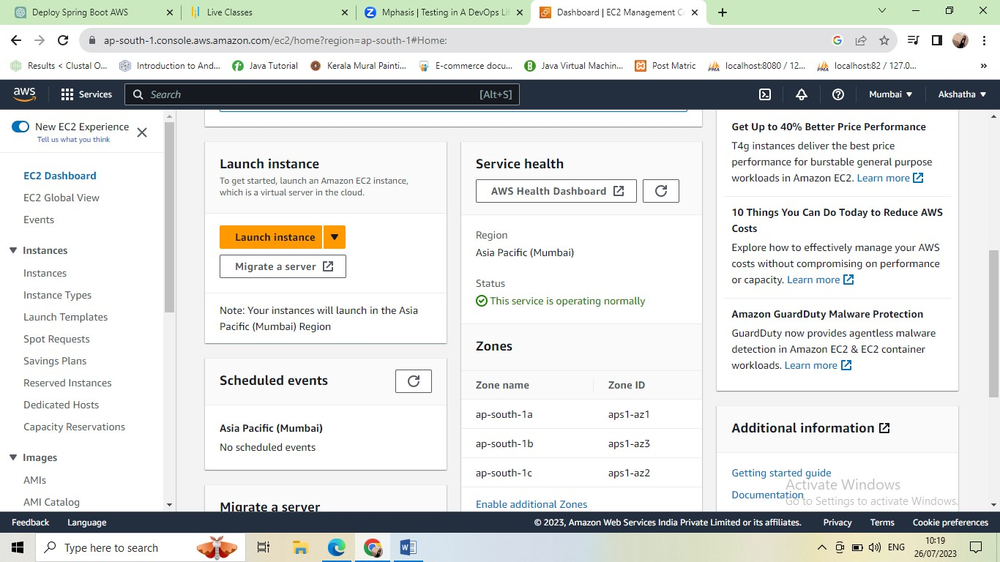 Deploy Spring Boot AWS
Live Classes
Mphasis | Testing in A DevOps Li
Dashboard | EC2 Management C
ap-south-1.console.aws.amazon.com/ec2/home?region=ap-south-1#Home:
Results < Clustal O...
Introduction to And...
Java Tutorial
Kerala Mural Painti...
E-commerce docu...
Java Virtual Machin...
Post Matric
localhost:8080 / 12...
localhost:82 / 127.0...
aws
Services
Search
[Alt+S]
Mumbai
Akshatha
New EC2 Experience
Tell us what you think
EC2 Dashboard
EC2 Global View
Events
Instances
Instances
Instance Types
Launch Templates
Spot Requests
Savings Plans
Reserved Instances
Dedicated Hosts
Capacity Reservations
Images
AMIs
AMI Catalog
Launch instance
To get started, launch an Amazon EC2 instance,
which is a virtual server in the cloud.
Launch instance
Migrate a server
Note: Your instances will launch in the Asia
Pacific (Mumbai) Region
Scheduled events
Asia Pacific (Mumbai)
No scheduled events
Migrate a server
Service health
AWS Health Dashboard
Region
Asia Pacific (Mumbai)
Status
This service is operating normally
Zones
Zone name Zone ID
ap-south-1a aps1-az1
ap-south-1b aps1-az3
ap-south-1c aps1-az2
Enable additional Zones
Get Up to 40% Better Price Performance
T4g instances deliver the best price
performance for burstable general purpose
workloads in Amazon EC2. Learn more
10 Things You Can Do Today to Reduce AWS
Costs
Explore how to effectively manage your AWS
costs without compromising on performance
or capacity. Learn more
Amazon GuardDuty Malware Protection
GuardDuty now provides agentless malware
detection in Amazon EC2 & EC2 container
workloads. Learn more
Additional information
Getting started guide
Documentation
Activate Windows
Go to Settings to activate Windows.
Feedback
Language
© 2023, Amazon Web Services India Private Limited or its affiliates.
Privacy
Terms
Cookie preferences
Type here to search
ENG
10:19
26/07/2023